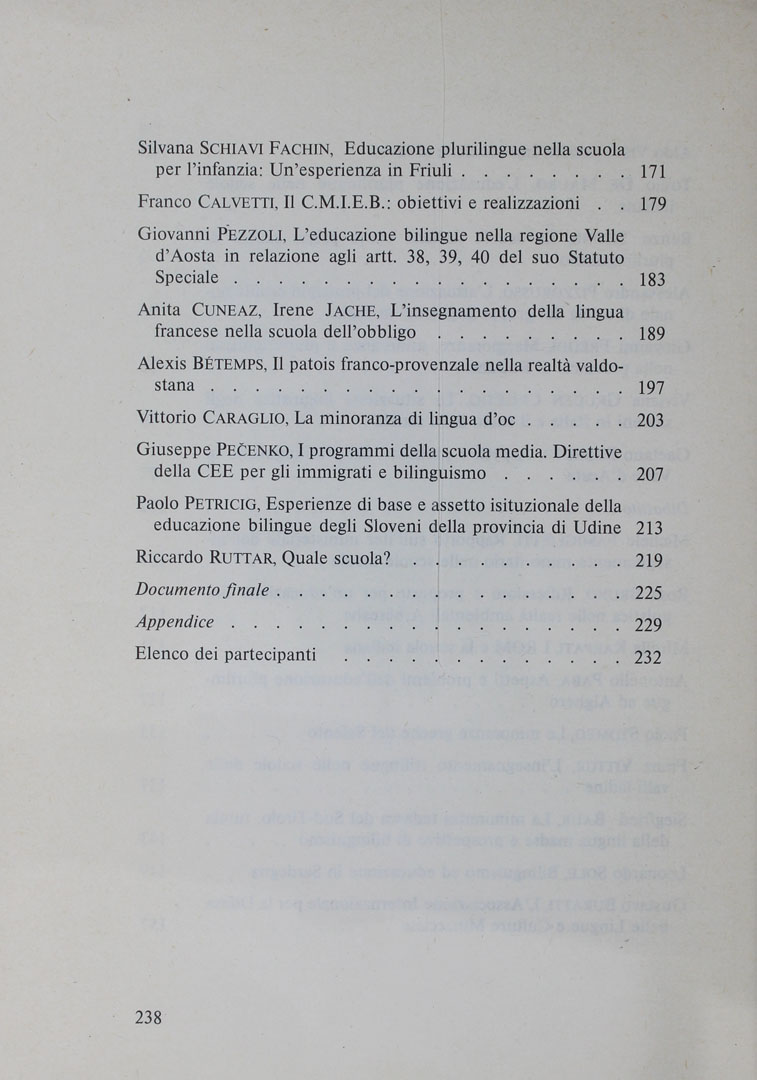 Silvana SCHIAVI FACHIN, Educazione plurilingue nella scuola
per l'infanzia: Un'esperienza in Friuli . . . . . . . . 171
Franco CALVETTI, Il C.M.I.E.B.: obiettivi e realizzazioni . . 179
Giovanni PEZZOLI, L'educazione bilingue nella regione Valle
d'Aosta in relazione agli artt. 38, 39, 40 del suo Statuto
Speciale . . . . . . . . . . . . . . 183
Anita CUNEAZ, Irene JACHE, L'insegnamento della lingua
francese nella scuola dell'obbligo . . . . . . . . . 189
Alexis BÉTEMPS, Il patois franco-provenzale nella realtà valdo-
stana . . . . . . . . . . . . . . . 197
Vittorio CARAGLIO, La minoranza di lingua d'oc . . . . . 203
Giuseppe PEČENKO, I programmi della scuola media. Direttive
della CEE per gli immigrati e bilinguismo . . . . . . 207
Paolo PETRICIG, Esperienze di base e assetto isituzionale della
educazione bilingue degli Sloveni della provincia di Udine 213
Riccardo RUTTAR, Quale scuola? . . . . . . . . . . 219
Documento finale . . . . . . . . . . . . . 225
Appendice . . . . . . . . . . . . . . 229
Elenco dei partecipanti . . . . . . . . . . 232
238